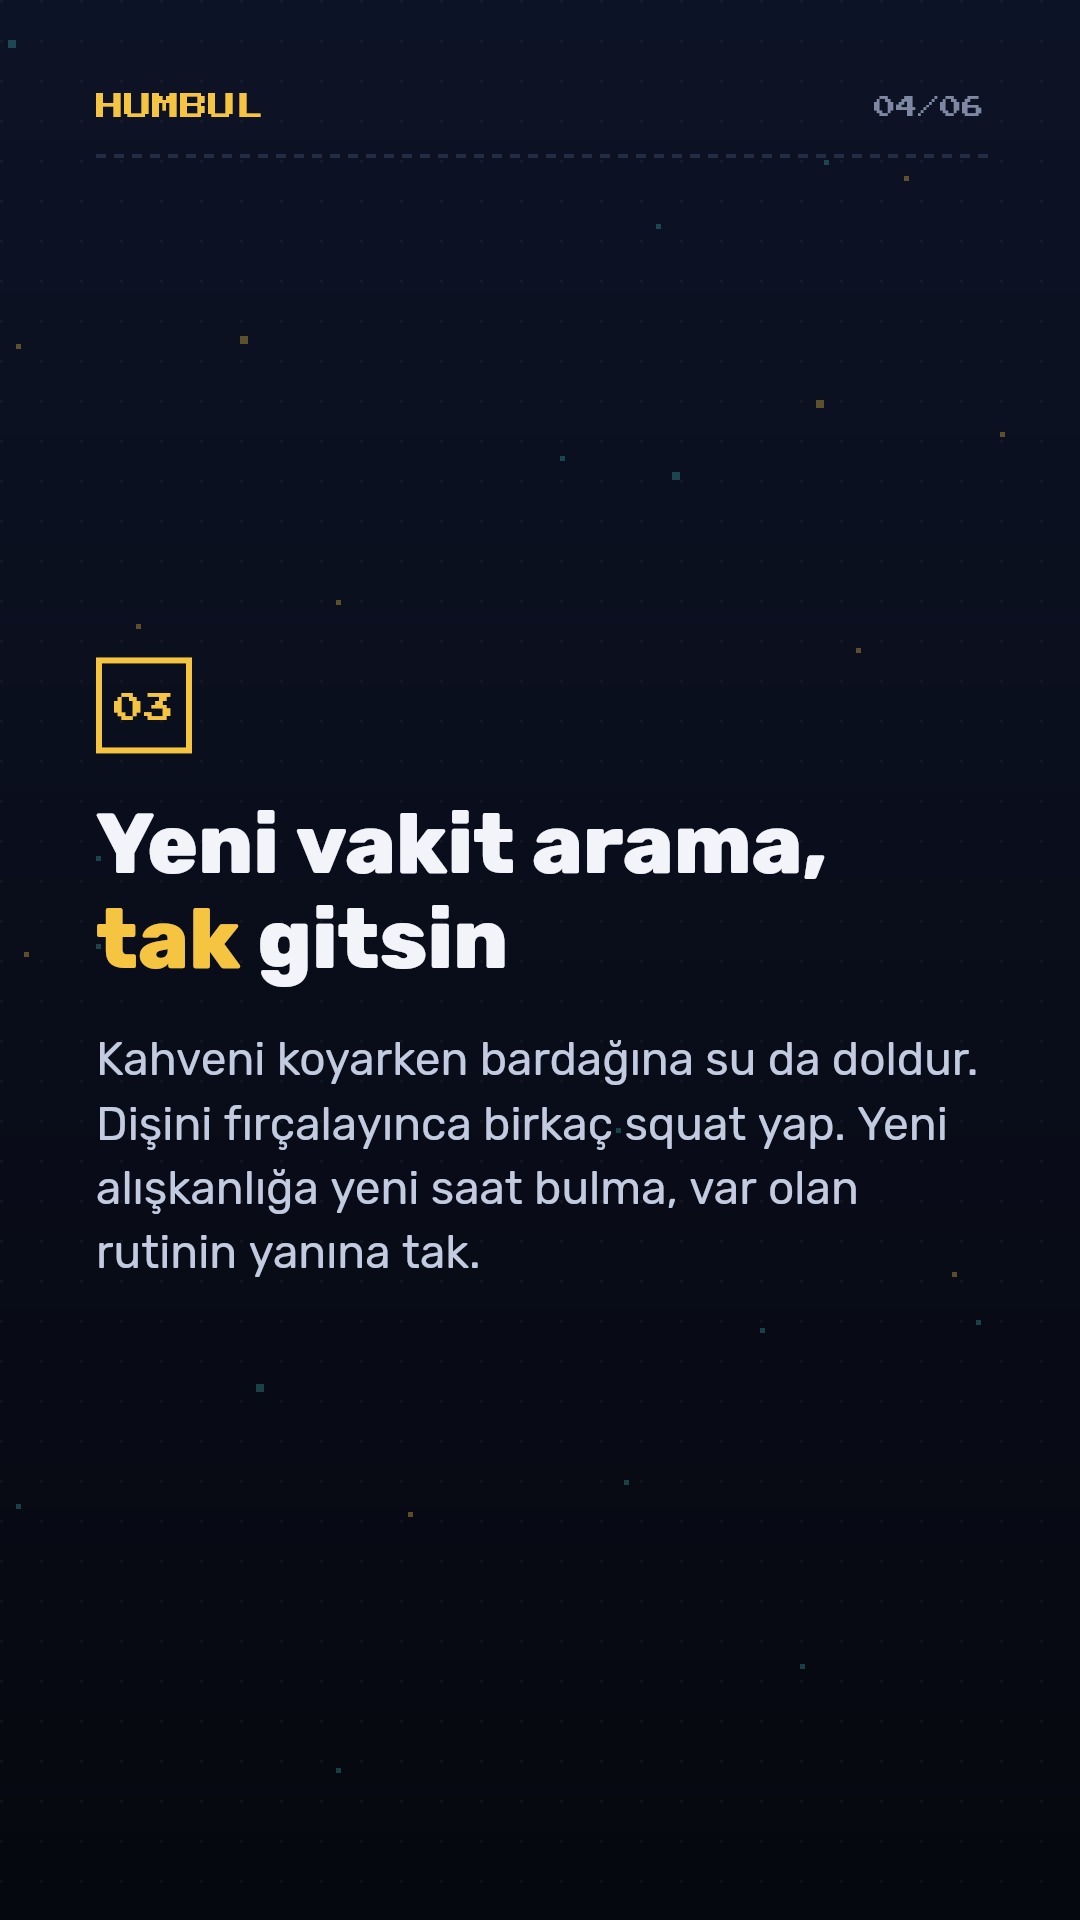 HUMBUL
04/06
03
Yeni vakit arama,
tak gitsin
Kahveni koyarken bardağına su da doldur.
Dişini fırçalayınca birkaç squat yap. Yeni
alışkanlığa yeni saat bulma, var olan
rutinin yanına tak.